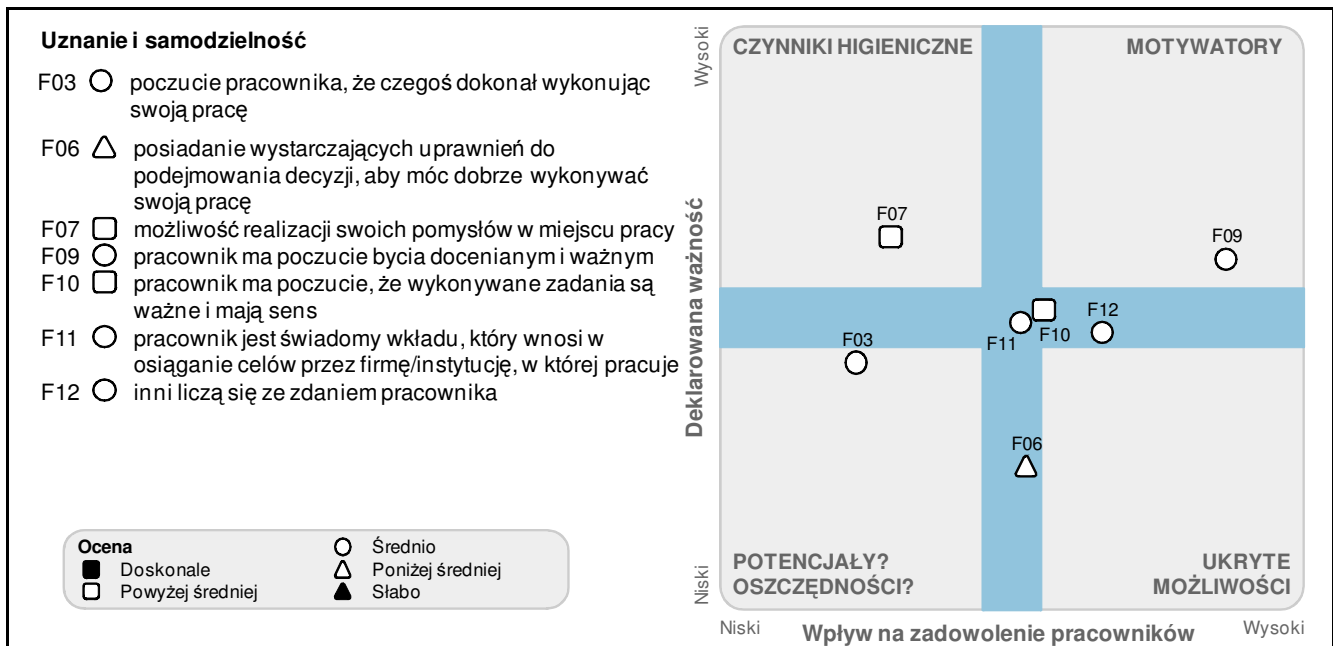 Uznanie i samodzielność
F03 poczucie pracownika, że czegoś dokonał wykonując
swoją pracę
F06 posiadanie wystarczających uprawnień do
podejmowania decyzji, aby móc dobrze wykonywać
swoją pracę
F07 możliwość realizacji swoich pomysłów w miejscu pracy
F09 pracownik ma poczucie bycia docenianym i ważnym
F10 pracownik ma poczucie, że wykonywane zadania są
ważne i mają sens
F11 pracownik jest świadomy wkładu, który wnosi w
osiąganie celów przez firmę/instytucję, w której pracuje
F12 inni liczą się ze zdaniem pracownika
Ocena
Doskonale
Powyżej średniej
Średnio
Poniżej średniej
Słabo
Wysoki
Deklarowana ważność
Niski
CZYNNIKI HIGIENICZNE
MOTYWATORY
F07
F09
F03
F11
F10
F12
F06
POTENCJAŁY?
OSZCZĘDNOŚCI?
UKRYTE
MOŻLIWOŚCI
Niski
Wpływ na zadowolenie pracowników
Wysoki